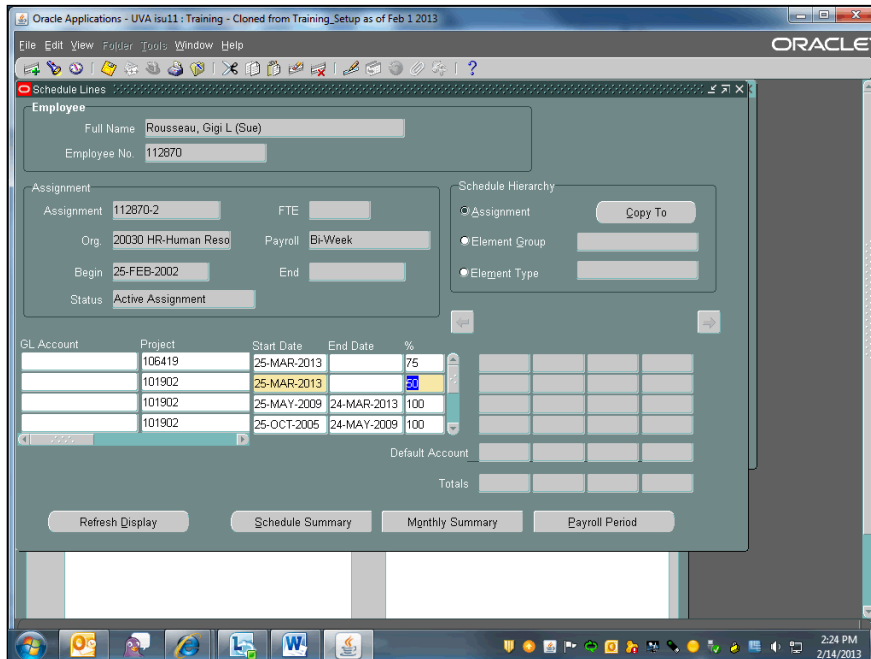 Oracle Applications - UVA isu11 : Training - Cloned from Training_Setup as of Feb 1 2013
File Edit View Folder Tools Window Help
ORACLE
Schedule Lines
Employee
Full Name Rousseau, Gigi L (Sue)
Employee No. 112870
Assignment
Assignment 112870-2 FTE
Org. 20030 HR-Human Reso Payroll Bi-Week
Begin 25-FEB-2002 End
Status Active Assignment
Schedule Hierarchy
Assignment Copy To
Element Group
Element Type
GL Account Project Start Date End Date %
106419 25-MAR-2013 75
101902 25-MAR-2013 50
101902 25-MAY-2009 24-MAR-2013 100
101902 25-OCT-2005 24-MAY-2009 100
Default Account
Totals
Refresh Display Schedule Summary Monthly Summary Payroll Period
2:24 PM
2/14/2013